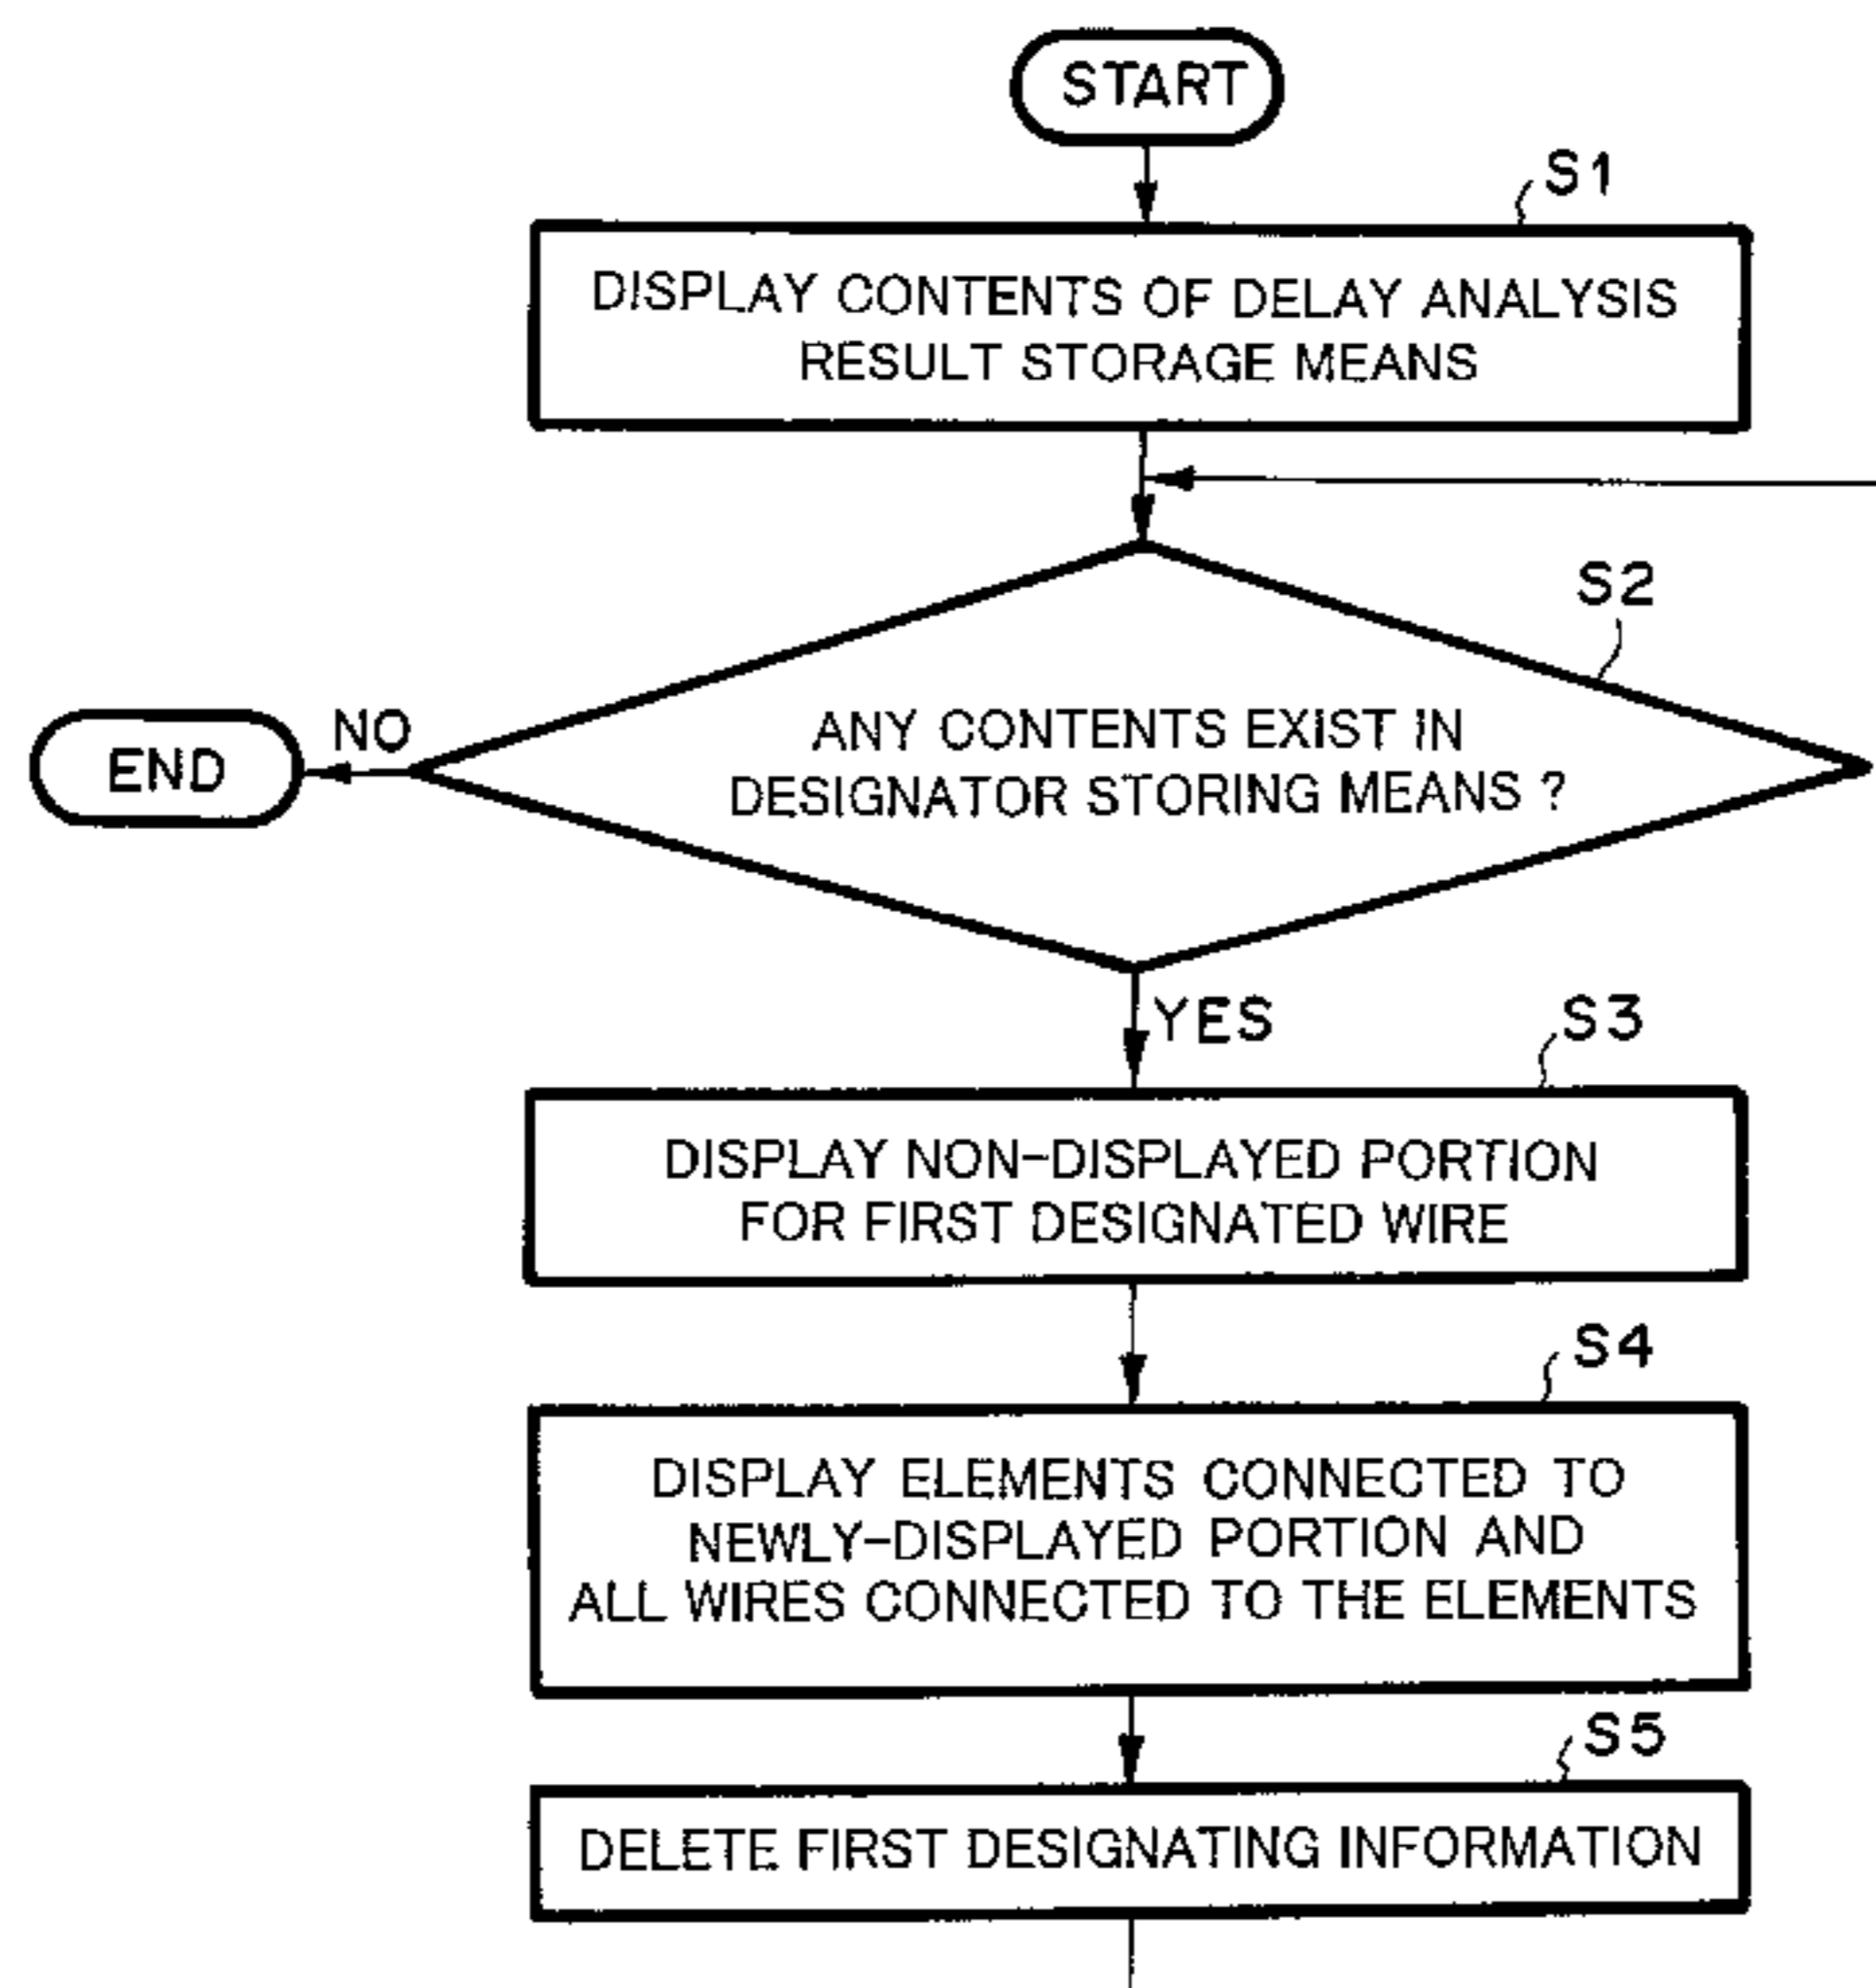 START
S1
DISPLAY CONTENTS OF DELAY ANALYSIS
RESULT STORAGE MEANS
S2
ANY CONTENTS EXIST IN
DESIGNATOR STORING MEANS ?
NO
END
YES
S3
DISPLAY NON-DISPLAYED PORTION
FOR FIRST DESIGNATED WIRE
S4
DISPLAY ELEMENTS CONNECTED TO
NEWLY-DISPLAYED PORTION AND
ALL WIRES CONNECTED TO THE ELEMENTS
S5
DELETE FIRST DESIGNATING INFORMATION